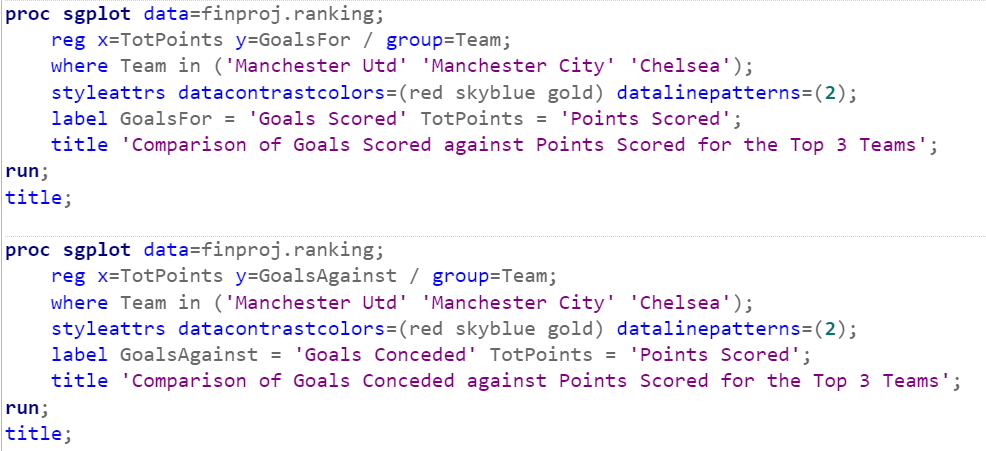 proc sgplot data=finproj.ranking;
    reg x=TotPoints y=GoalsFor / group=Team;
    where Team in ('Manchester Utd' 'Manchester City' 'Chelsea');
    styleattrs datacontrastcolors=(red skyblue gold) datalinepatterns=(2);
    label GoalsFor = 'Goals Scored' TotPoints = 'Points Scored';
    title 'Comparison of Goals Scored against Points Scored for the Top 3 Teams';
run;
title;

proc sgplot data=finproj.ranking;
    reg x=TotPoints y=GoalsAgainst / group=Team;
    where Team in ('Manchester Utd' 'Manchester City' 'Chelsea');
    styleattrs datacontrastcolors=(red skyblue gold) datalinepatterns=(2);
    label GoalsAgainst = 'Goals Conceded' TotPoints = 'Points Scored';
    title 'Comparison of Goals Conceded against Points Scored for the Top 3 Teams';
run;
title;